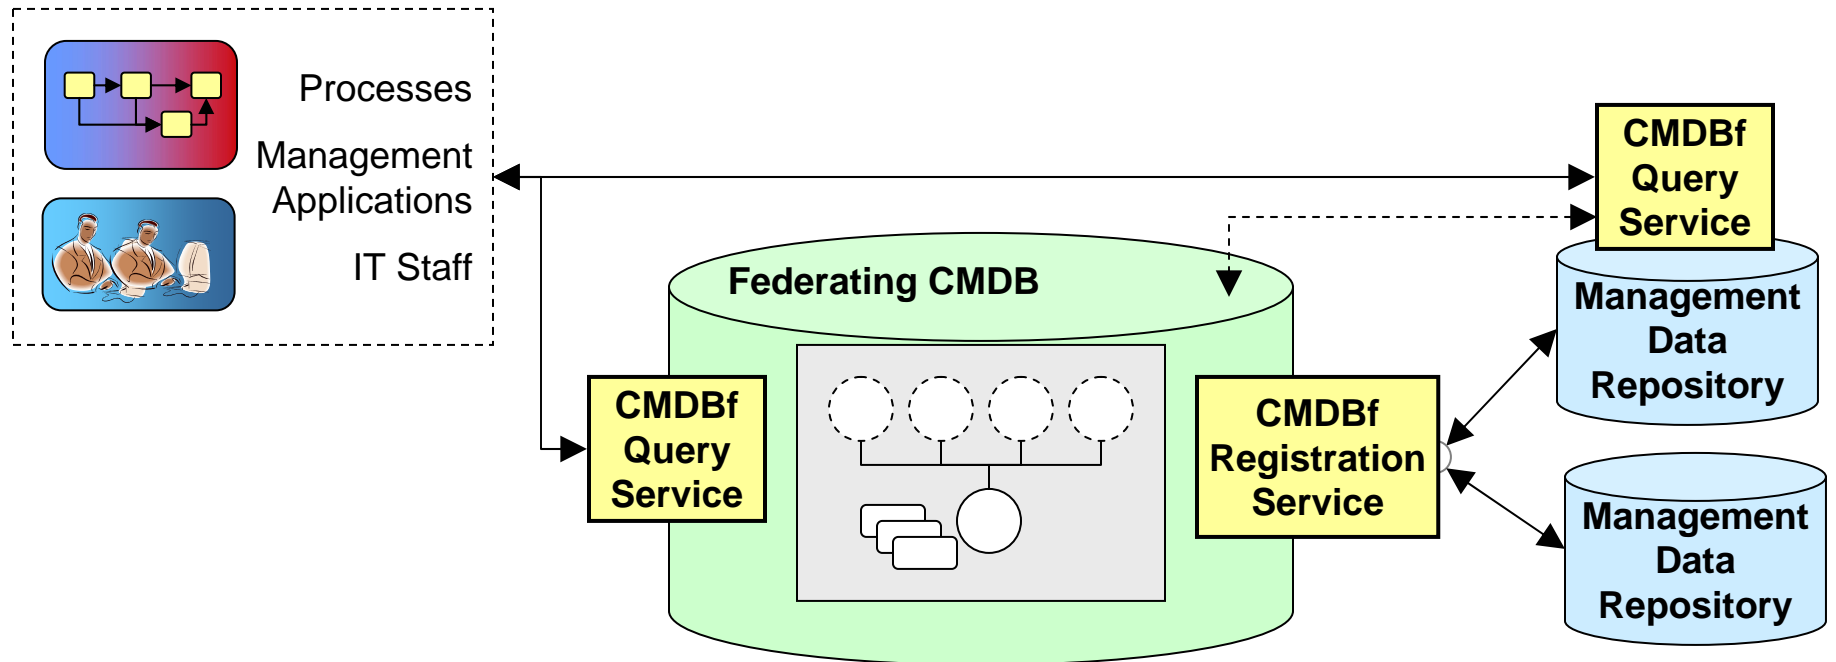 Processes
Management
Applications
IT Staff
CMDBf
Query
Service
Federating CMDB
Management
Data
Repository
CMDBf
Query
Service
CMDBf
Registration
Service
Management
Data
Repository